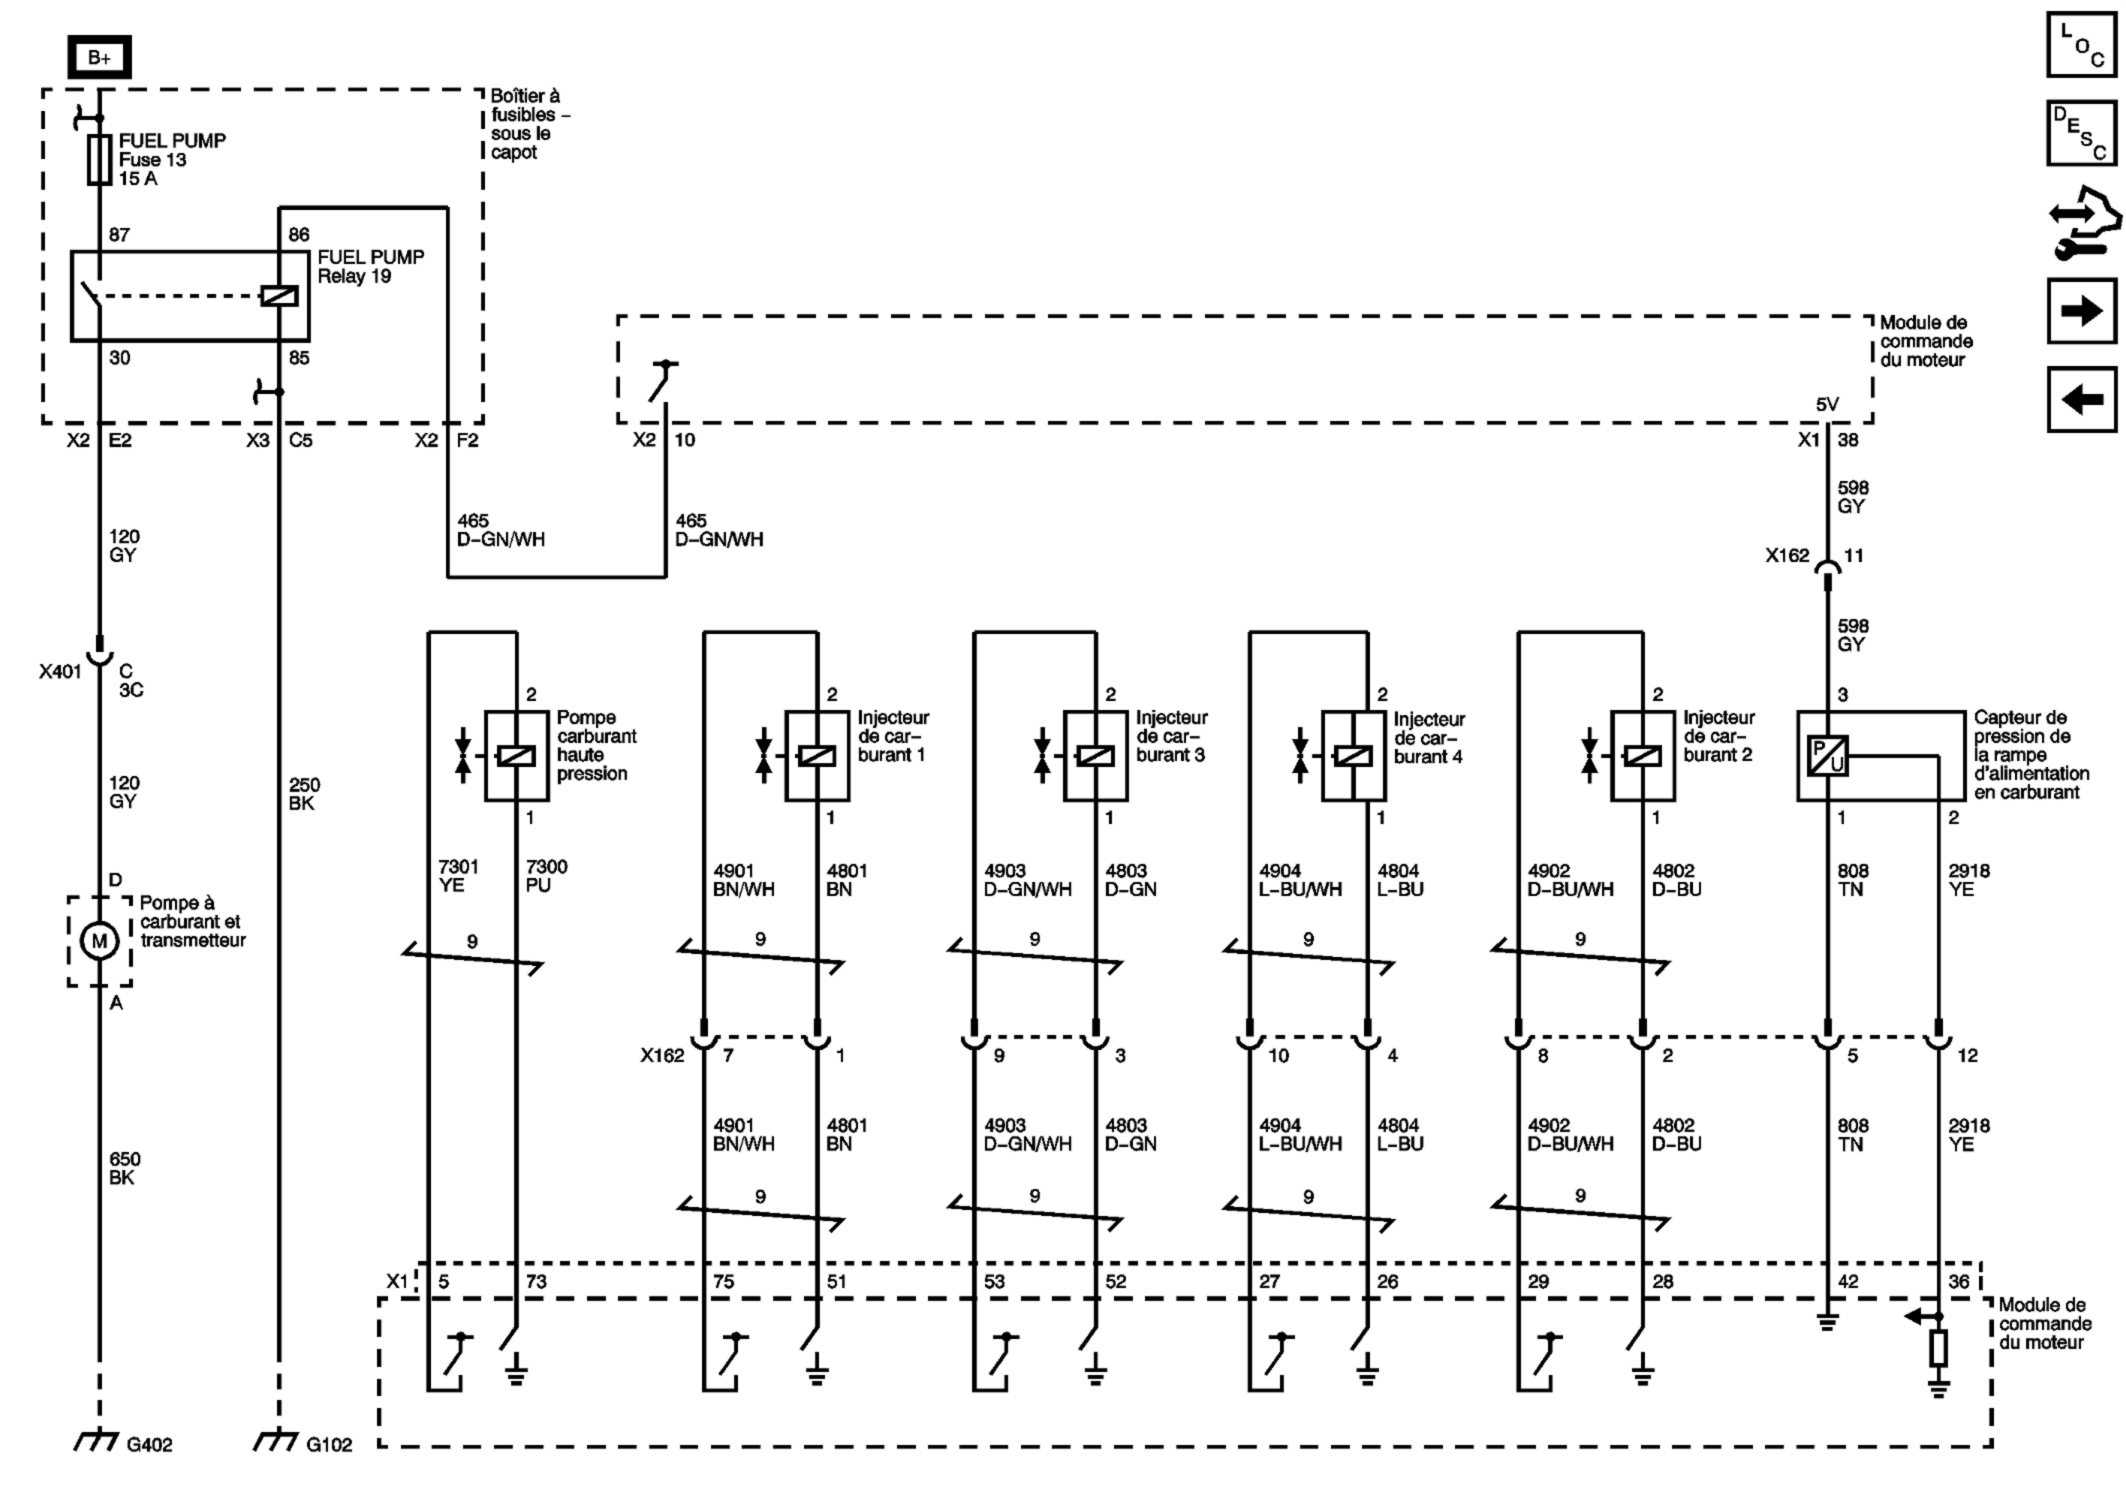 B+
Boîtier à
fusibles –
sous le
capot
FUEL PUMP
Fuse 13
15 A
87
86
FUEL PUMP
Relay 19
30
85
X2
E2
X3
C5
X2
F2
Module de
commande
du moteur
5V
X2
10
X1
38
120
GY
465
D–GN/WH
465
D–GN/WH
598
GY
X162
11
598
GY
X401
C
3C
2
Pompe
carburant
haute
pression
1
2
Injecteur
de car–
burant 1
1
2
Injecteur
de car–
burant 3
1
2
Injecteur
de car–
burant 4
1
2
Injecteur
de car–
burant 2
1
3
P
U
Capteur de
pression de
la rampe
d'alimentation
en carburant
1
2
120
GY
250
BK
D
Pompe à
carburant et
transmetteur
M
A
7301
YE
7300
PU
4901
BN/WH
4801
BN
4903
D–GN/WH
4803
D–GN
4904
L–BU/WH
4804
L–BU
4902
D–BU/WH
4802
D–BU
808
TN
2918
YE
9
9
9
9
9
X162
7
1
9
3
10
4
8
2
5
12
650
BK
4901
BN/WH
4801
BN
4903
D–GN/WH
4803
D–GN
4904
L–BU/WH
4804
L–BU
4902
D–BU/WH
4802
D–BU
808
TN
2918
YE
9
9
9
9
X1
5
73
75
51
53
52
27
26
29
28
42
36
Module de
commande
du moteur
G402
G102
L
O
C
D
E
S
C